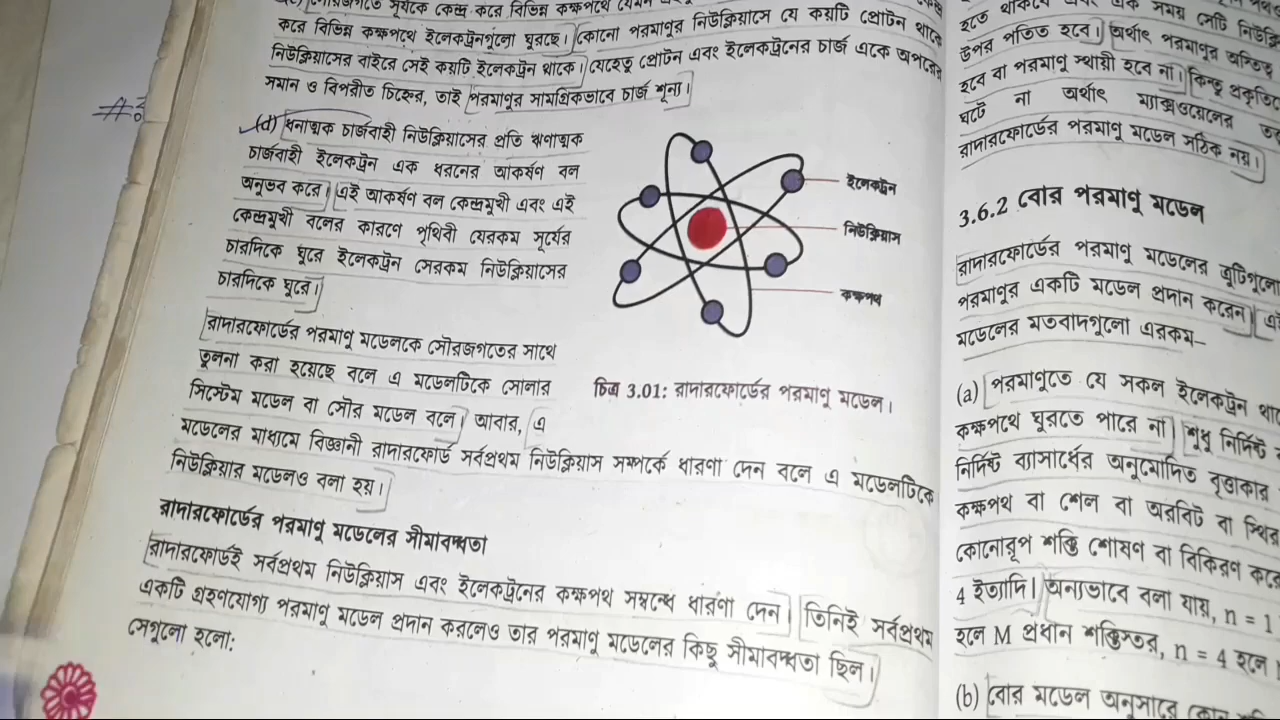 সৌরজগতে সূর্যকে কেন্দ্র করে বিভিন্ন কক্ষপথে যেমন
করে বিভিন্ন কক্ষপথে ইলেকট্রনগুলো ঘুরছে। কোনো পরমাণুর নিউক্লিয়াসে যে কয়টি প্রোটন থাকে
নিউক্লিয়াসের বাইরে সেই কয়টি ইলেকট্রন থাকে। যেহেতু প্রোটন এবং ইলেকট্রনের চার্জ একে অপরের
সমান ও বিপরীত চিহ্নের, তাই পরমাণুর সামগ্রিকভাবে চার্জ শূন্য।
(d) ধনাত্মক চার্জবাহী নিউক্লিয়াসের প্রতি ঋণাত্মক
চার্জবাহী ইলেকট্রন এক ধরনের আকর্ষণ বল
অনুভব করে। এই আকর্ষণ বল কেন্দ্রমুখী এবং এই
কেন্দ্রমুখী বলের কারণে পৃথিবী যেরকম সূর্যের
চারদিকে ঘুরে ইলেকট্রন সেরকম নিউক্লিয়াসের
চারদিকে ঘুরে।
ইলেকট্রন
নিউক্লিয়াস
কক্ষপথ
চিত্র 3.01: রাদারফোর্ডের পরমাণু মডেল।
রাদারফোর্ডের পরমাণু মডেলকে সৌরজগতের সাথে
তুলনা করা হয়েছে বলে এ মডেলটিকে সোলার
সিস্টেম মডেল বা সৌর মডেল বলে। আবার, এ
মডেলের মাধ্যমে বিজ্ঞানী রাদারফোর্ড সর্বপ্রথম নিউক্লিয়াস সম্পর্কে ধারণা দেন বলে এ মডেলটিকে
নিউক্লিয়ার মডেলও বলা হয়।
রাদারফোর্ডের পরমাণু মডেলের সীমাবদ্ধতা
রাদারফোর্ডই সর্বপ্রথম নিউক্লিয়াস এবং ইলেকট্রনের কক্ষপথ সম্বন্ধে ধারণা দেন। তিনিই সর্বপ্রথম
একটি গ্রহণযোগ্য পরমাণু মডেল প্রদান করলেও তার পরমাণু মডেলের কিছু সীমাবদ্ধতা ছিল।
সেগুলো হলো:
হতে থাকবে এবং এক সময় সেটি
উপর পতিত হবে। অর্থাৎ পরমাণুর অস্তিত্ব
হবে বা পরমাণু স্থায়ী হবে না। কিন্তু প্রকৃতিতে
ঘটে না অর্থাৎ ম্যাক্সওয়েলের
রাদারফোর্ডের পরমাণু মডেল সঠিক নয়।
3.6.2 বোর পরমাণু মডেল
রাদারফোর্ডের পরমাণু মডেলের ত্রুটিগুলো
পরমাণুর একটি মডেল প্রদান করেন।
মডেলের মতবাদগুলো এরকম—
(a) পরমাণুতে যে সকল ইলেকট্রন
কক্ষপথে ঘুরতে পারে না। শুধু নির্দিষ্ট
নির্দিষ্ট ব্যাসার্ধের অনুমোদিত বৃত্তাকার
কক্ষপথ বা শেল বা অরবিট বা স্থির
কোনোরূপ শক্তি শোষণ বা বিকিরণ করে
4 ইত্যাদি। অন্যভাবে বলা যায়, n = 1
হলে M প্রধান শক্তিস্তর, n = 4 হলে
(b) বোর মডেল অনুসারে কোন